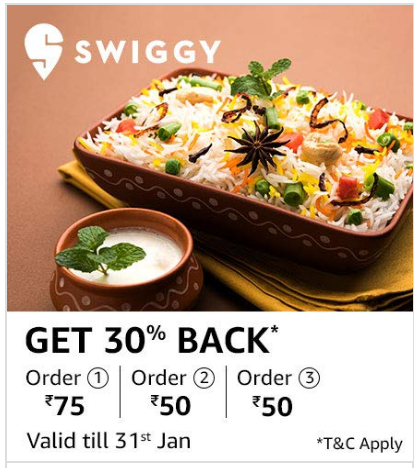 SWIGGY
GET 30% BACK*
Order ① Order ② Order ③
₹75 ₹50 ₹50
Valid till 31st Jan
*T&C Apply